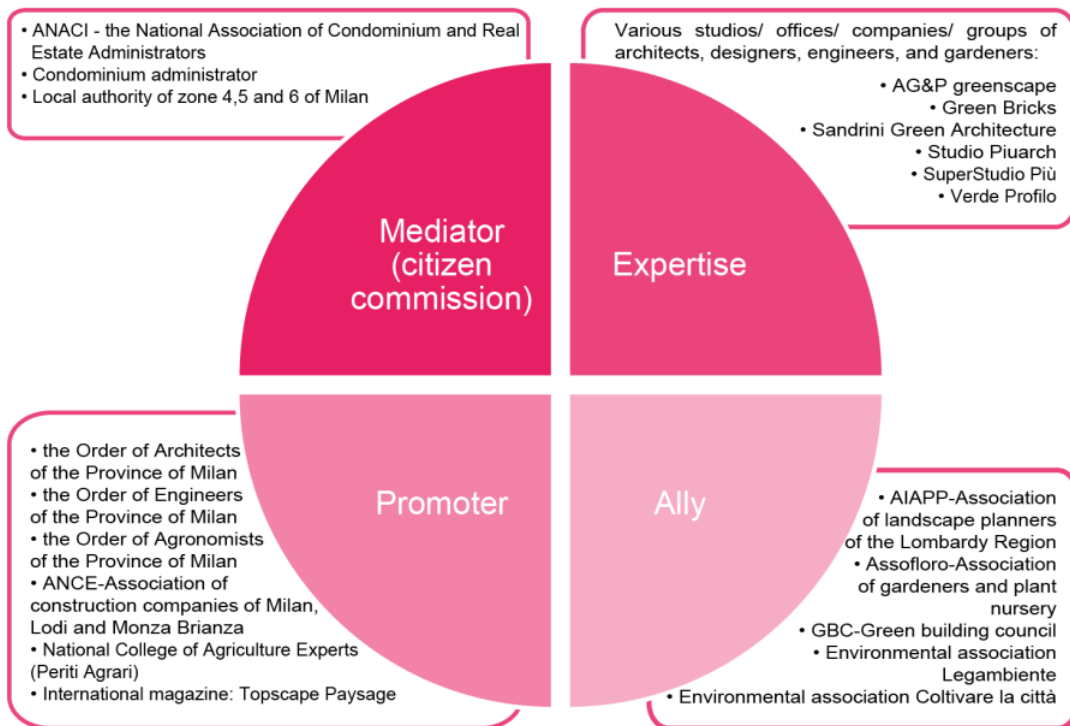 • ANACI - the National Association of Condominium and Real
Estate Administrators
• Condominium administrator
• Local authority of zone 4,5 and 6 of Milan
Various studios/ offices/ companies/ groups of
architects, designers, engineers, and gardeners:
• AG&P greenscape
• Green Bricks
• Sandrini Green Architecture
• Studio Piuarch
• SuperStudio Più
• Verde Profilo
Mediator
(citizen
commission)
Expertise
Promoter
Ally
• the Order of Architects
of the Province of Milan
• the Order of Engineers
of the Province of Milan
• the Order of Agronomists
of the Province of Milan
• ANCE-Association of
construction companies of Milan,
Lodi and Monza Brianza
• National College of Agriculture Experts
(Periti Agrari)
• International magazine: Topscape Paysage
• AIAPP-Association
of landscape planners
of the Lombardy Region
• Assofloro-Association
of gardeners and plant
nursery
• GBC-Green building council
• Environmental association
Legambiente
• Environmental association Coltivare la città